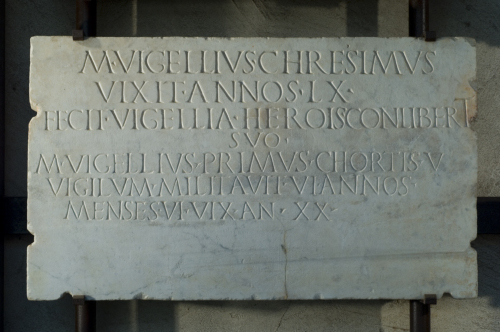 M·VIGELLIVS CHRESIMVS
VIXIT·ANNOS·LX·
FECIT·VIGELLIA·HEROIS CONLIBERT
SVO·
M·VIGELLIVS·PRIMVS·CHORTIS·V
VIGILVM·MILITAVIT·VI ANNOS
MENSES VI·VIX·AN·XX·